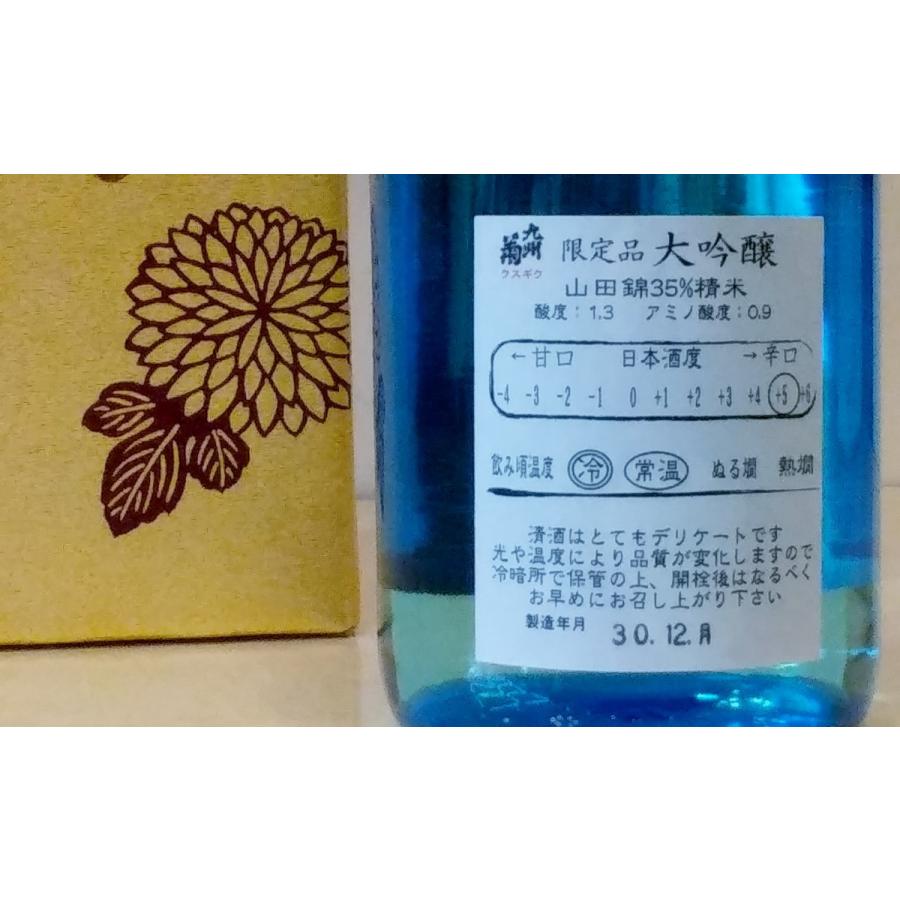 九州菊 限定品 大吟醸
クスギク
山田錦35%精米
酸度：1.3 アミノ酸度：0.9
←甘口 日本酒度 →辛口
-4 -3 -2 -1 0 +1 +2 +3 +4 +5 +6
飲み頃温度 冷 常温 ぬる燗 熱燗
清酒はとてもデリケートです
光や温度により品質が変化しますので
冷暗所で保管の上、開栓後はなるべく
お早めにお召し上がり下さい
製造年月 30.12.月